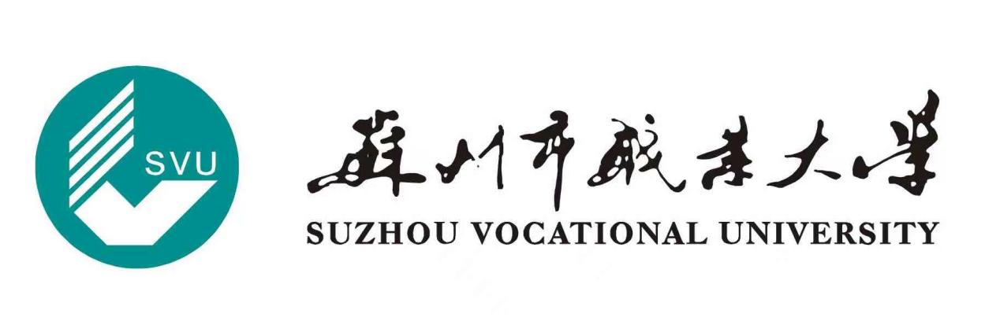 SVU
蘇州市職業大學
SUZHOU VOCATIONAL UNIVERSITY